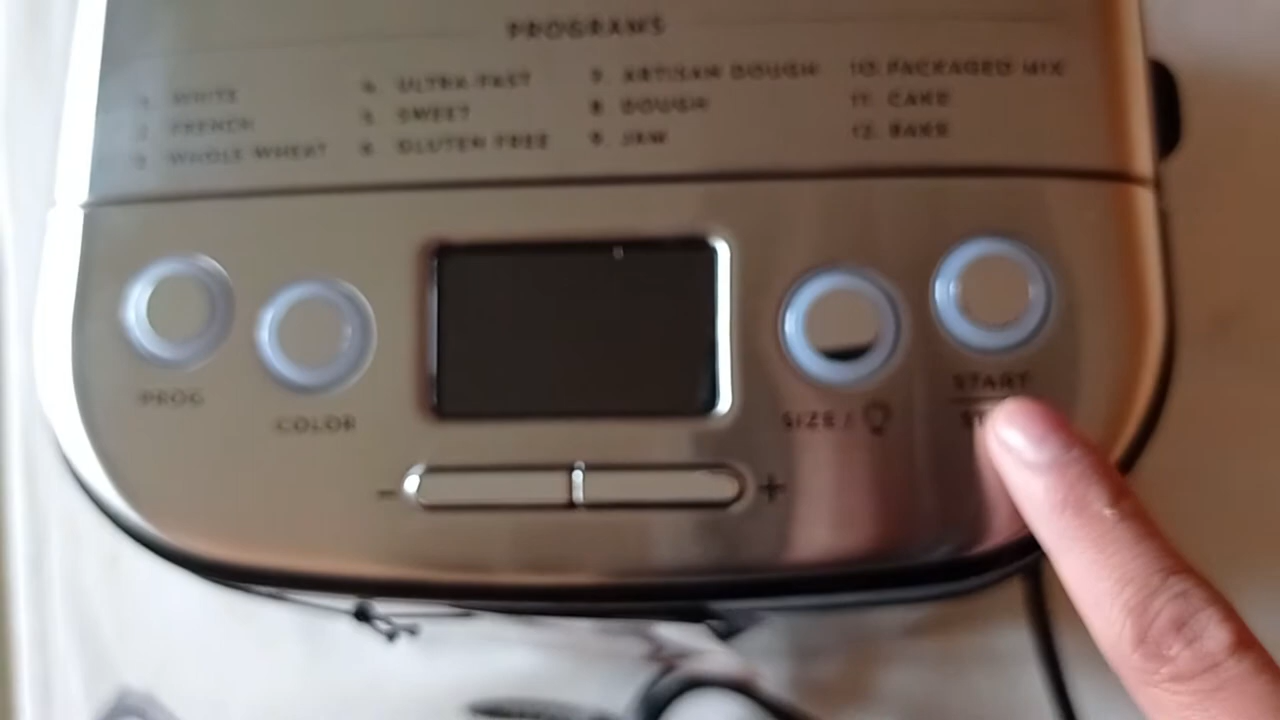 PROGRAMS
1. WHITE
2. FRENCH
3. WHOLE WHEAT
4. ULTRA FAST
5. SWEET
6. GLUTEN FREE
7. ARTISAN DOUGH
8. DOUGH
9. JAM
10. PACKAGED MIX
11. CAKE
12. BAKE
PROG
COLOR
SIZE /
START
- +